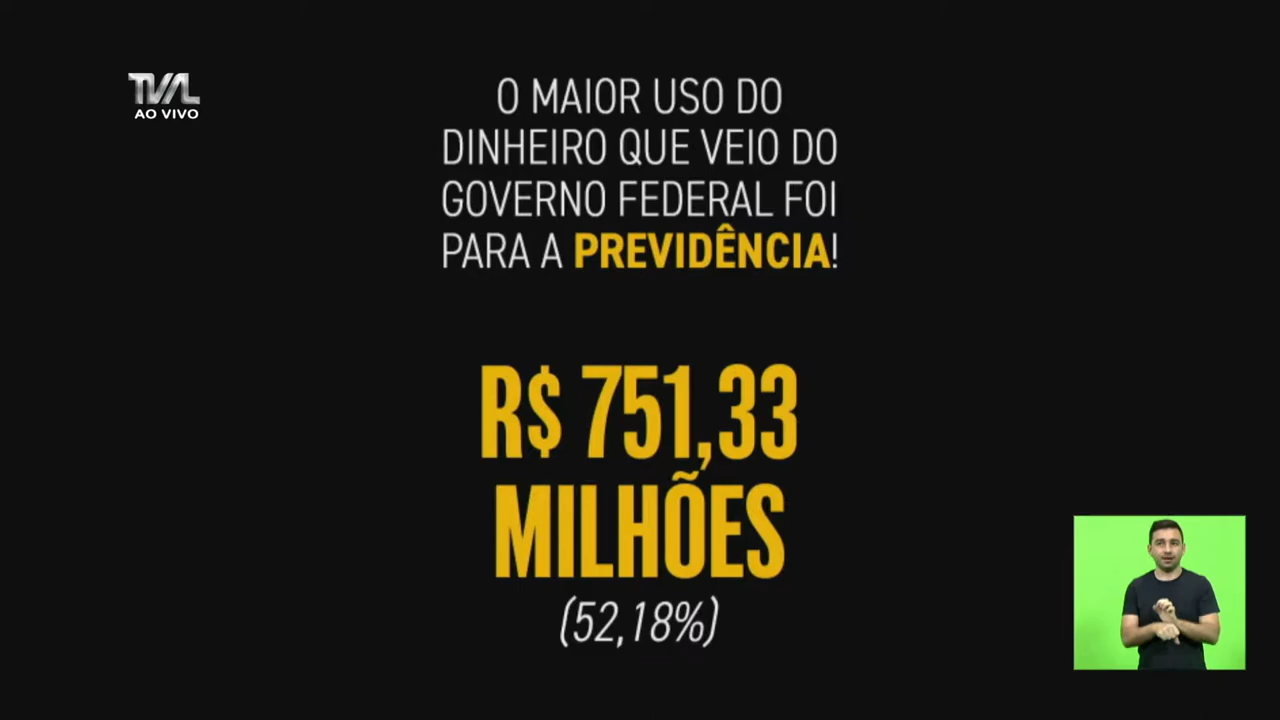 TVAL
AO VIVO
O MAIOR USO DO
DINHEIRO QUE VEIO DO
GOVERNO FEDERAL FOI
PARA A PREVIDÊNCIA!
R$ 751,33
MILHÕES
(52,18%)